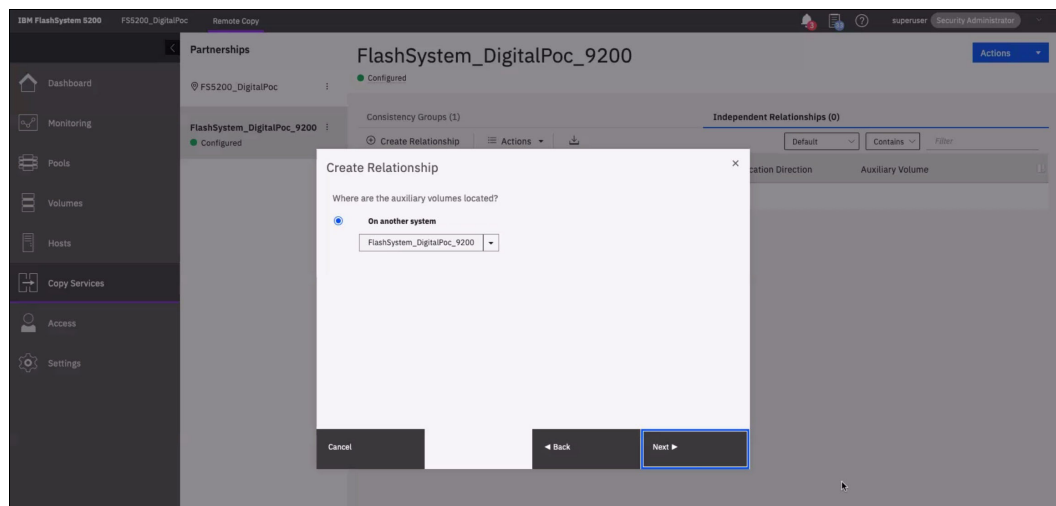 IBM FlashSystem 5200 FS5200_DigitalPoc Remote Copy
superuser Security Administrator
Dashboard
Monitoring
Pools
Volumes
Hosts
Copy Services
Access
Settings
Partnerships
FS5200_DigitalPoc
FlashSystem_DigitalPoc_9200
Configured
FlashSystem_DigitalPoc_9200
Configured
Actions
Consistency Groups (1)
Independent Relationships (0)
Create Relationship Actions
Default Contains Filter
cation Direction Auxiliary Volume
Create Relationship
Where are the auxiliary volumes located?
On another system
FlashSystem_DigitalPoc_9200
Cancel
Back
Next